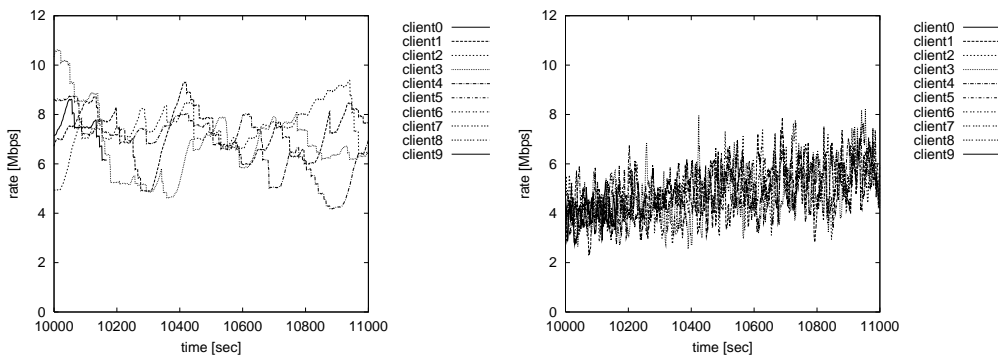 12
10
8
6
4
2
0
10000 10200 10400 10600 10800 11000
rate [Mbps]
time [sec]
client0
client1
client2
client3
client4
client5
client6
client7
client8
client9
12
10
8
6
4
2
0
10000 10200 10400 10600 10800 11000
rate [Mbps]
time [sec]
client0
client1
client2
client3
client4
client5
client6
client7
client8
client9